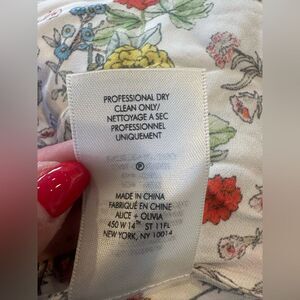 PROFESSIONAL DRY
CLEAN ONLY/
NETTOYAGE A SEC
PROFESSIONNEL
UNIQUEMENT
P
MADE IN CHINA
FABRIQUÉ EN CHINE
ALICE + OLIVIA
450 W 14TH ST 11FL
NEW YORK, NY 10014